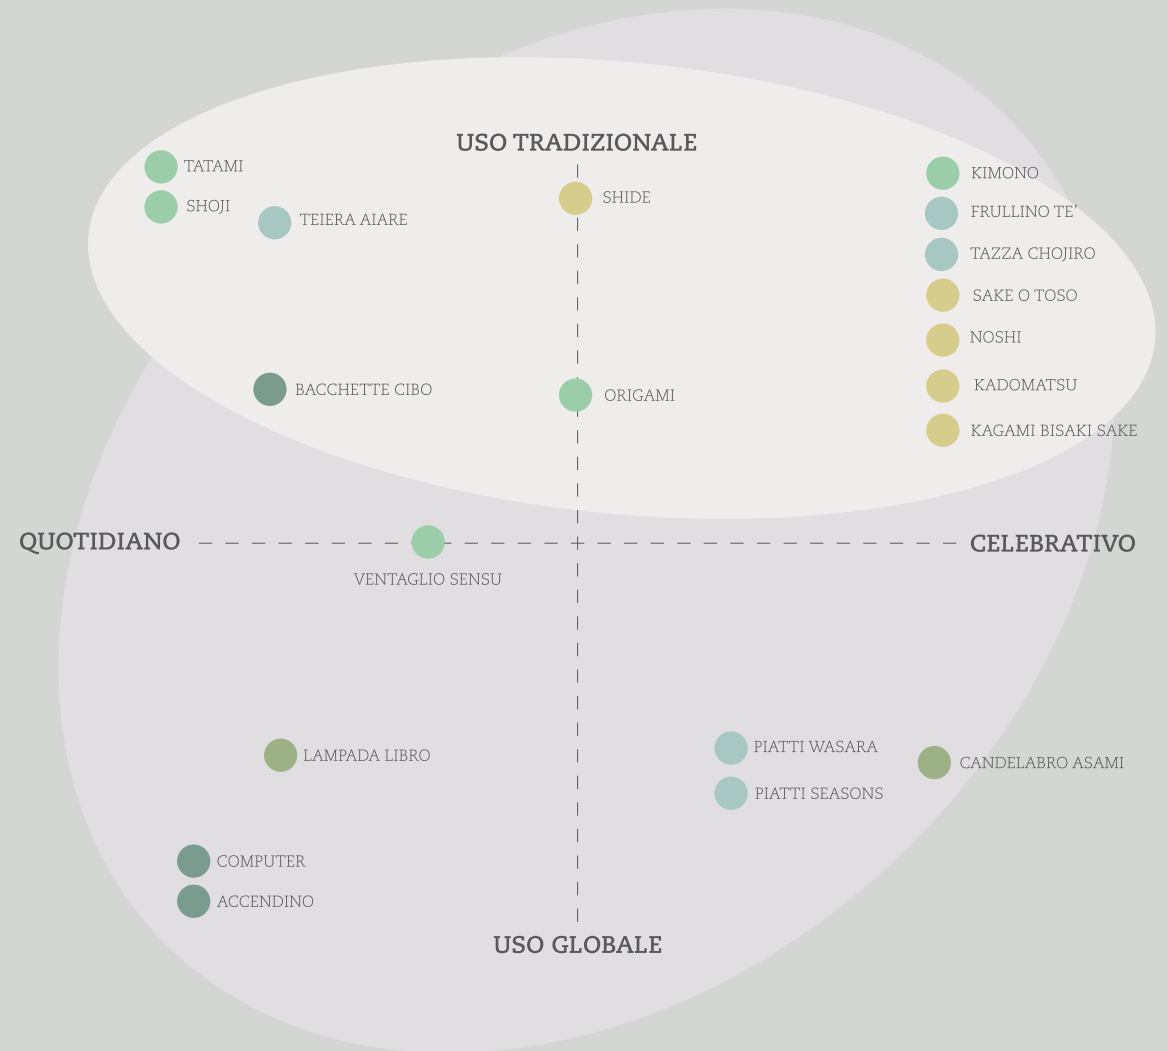 USO TRADIZIONALE
TATAMI
SHOJI
TEIERA AIARE
SHIDE
KIMONO
FRULLINO TE'
TAZZA CHOJIRO
SAKE O TOSO
NOSHI
KADOMATSU
KAGAMI BISAKI SAKE
BACCHETTE CIBO
ORIGAMI
QUOTIDIANO
CELEBRATIVO
VENTAGLIO SENSU
LAMPADA LIBRO
PIATTI WASARA
PIATTI SEASONS
CANDELABRO ASAMI
COMPUTER
ACCENDINO
USO GLOBALE